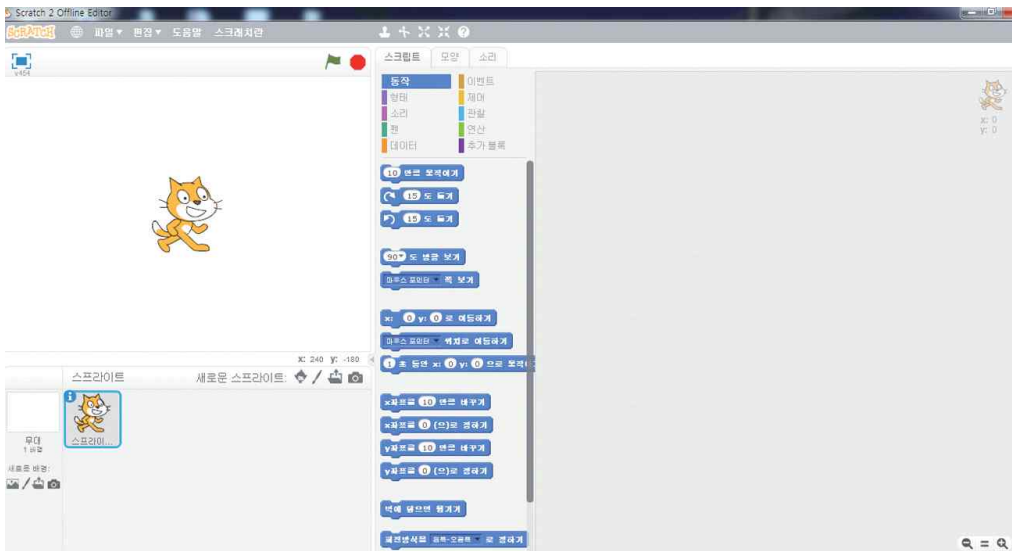 Scratch 2 Offline Editor
SCRATCH 파일▼ 편집▼ 도움말 스크래치란
v454
스크립트 모양 소리
동작 이벤트
형태 제어
소리 관찰
펜 연산
데이터 추가 블록
x: 0
y: 0
10 만큼 움직이기
15 도 돌기
15 도 돌기
90▼ 도 방향 보기
마우스 포인터 ▼ 쪽 보기
x: 0 y: 0 로 이동하기
마우스 포인터 ▼ 위치로 이동하기
1 초 동안 x: 0 y: 0 으로 움직이
x좌표를 10 만큼 바꾸기
x좌표를 0 (으)로 정하기
y좌표를 10 만큼 바꾸기
y좌표를 0 (으)로 정하기
벽에 닿으면 튕기기
회전방식을 왼쪽-오른쪽 ▼ 로 정하기
x: 240 y: -180
스프라이트 새로운 스프라이트:
스프라이...
무대
1 배경
새로운 배경: